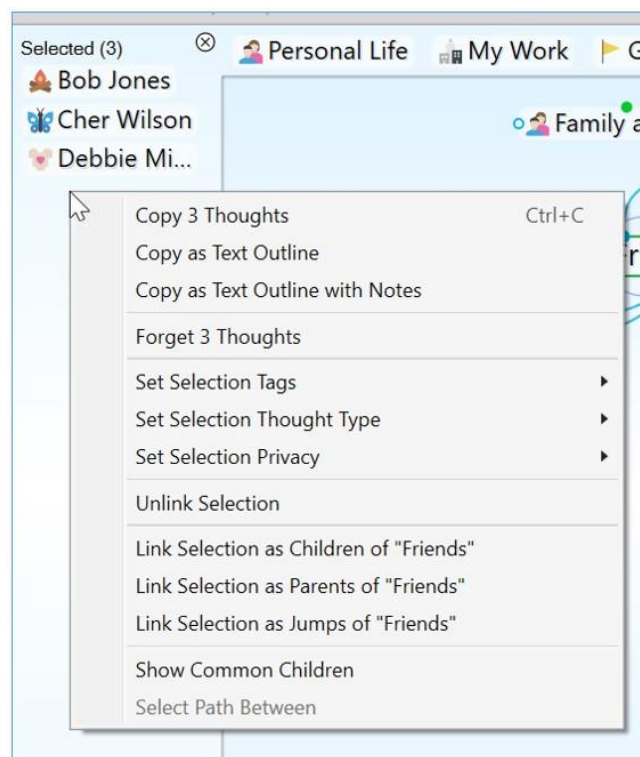 Selected (3)
Personal Life
My Work
G
Bob Jones
Cher Wilson
Debbie Mi...
Family a
Copy 3 Thoughts Ctrl+C
Copy as Text Outline
Copy as Text Outline with Notes
Forget 3 Thoughts
Set Selection Tags
Set Selection Thought Type
Set Selection Privacy
Unlink Selection
Link Selection as Children of "Friends"
Link Selection as Parents of "Friends"
Link Selection as Jumps of "Friends"
Show Common Children
Select Path Between